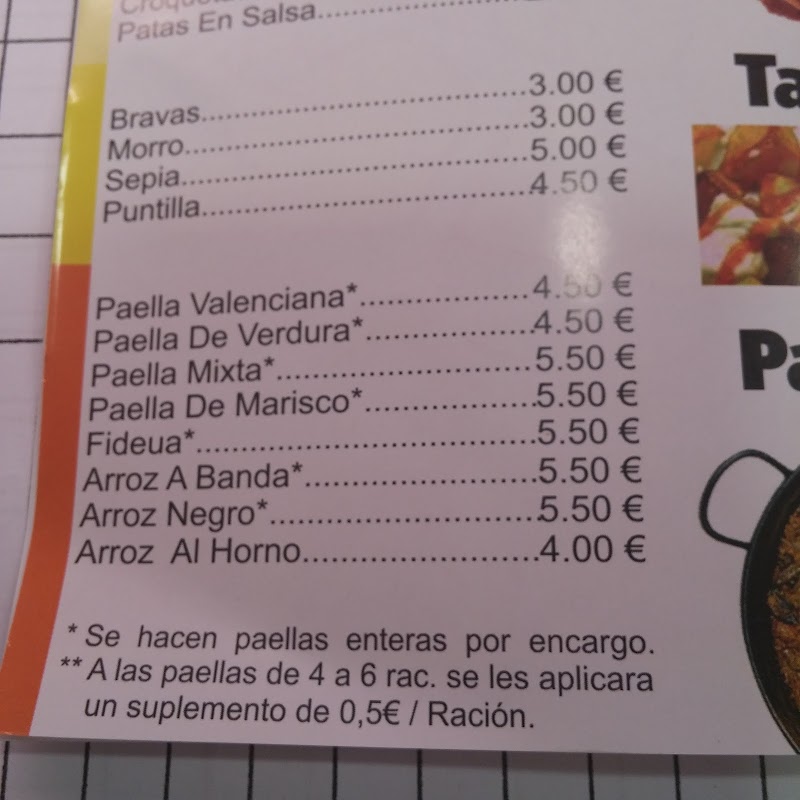 Patas En Salsa....................
Bravas........................................3.00 €
Morro..........................................3.00 €
Sepia..........................................5.00 €
Puntilla.......................................4.50 €
Paella Valenciana*..................4.50 €
Paella De Verdura*..................4.50 €
Paella Mixta*...........................5.50 €
Paella De Marisco*..................5.50 €
Fideua*....................................5.50 €
Arroz A Banda*........................5.50 €
Arroz Negro*............................5.50 €
Arroz Al Horno.........................4.00 €
* Se hacen paellas enteras por encargo.
** A las paellas de 4 a 6 rac. se les aplicara
un suplemento de 0,5€ / Ración.
Ta
Pa